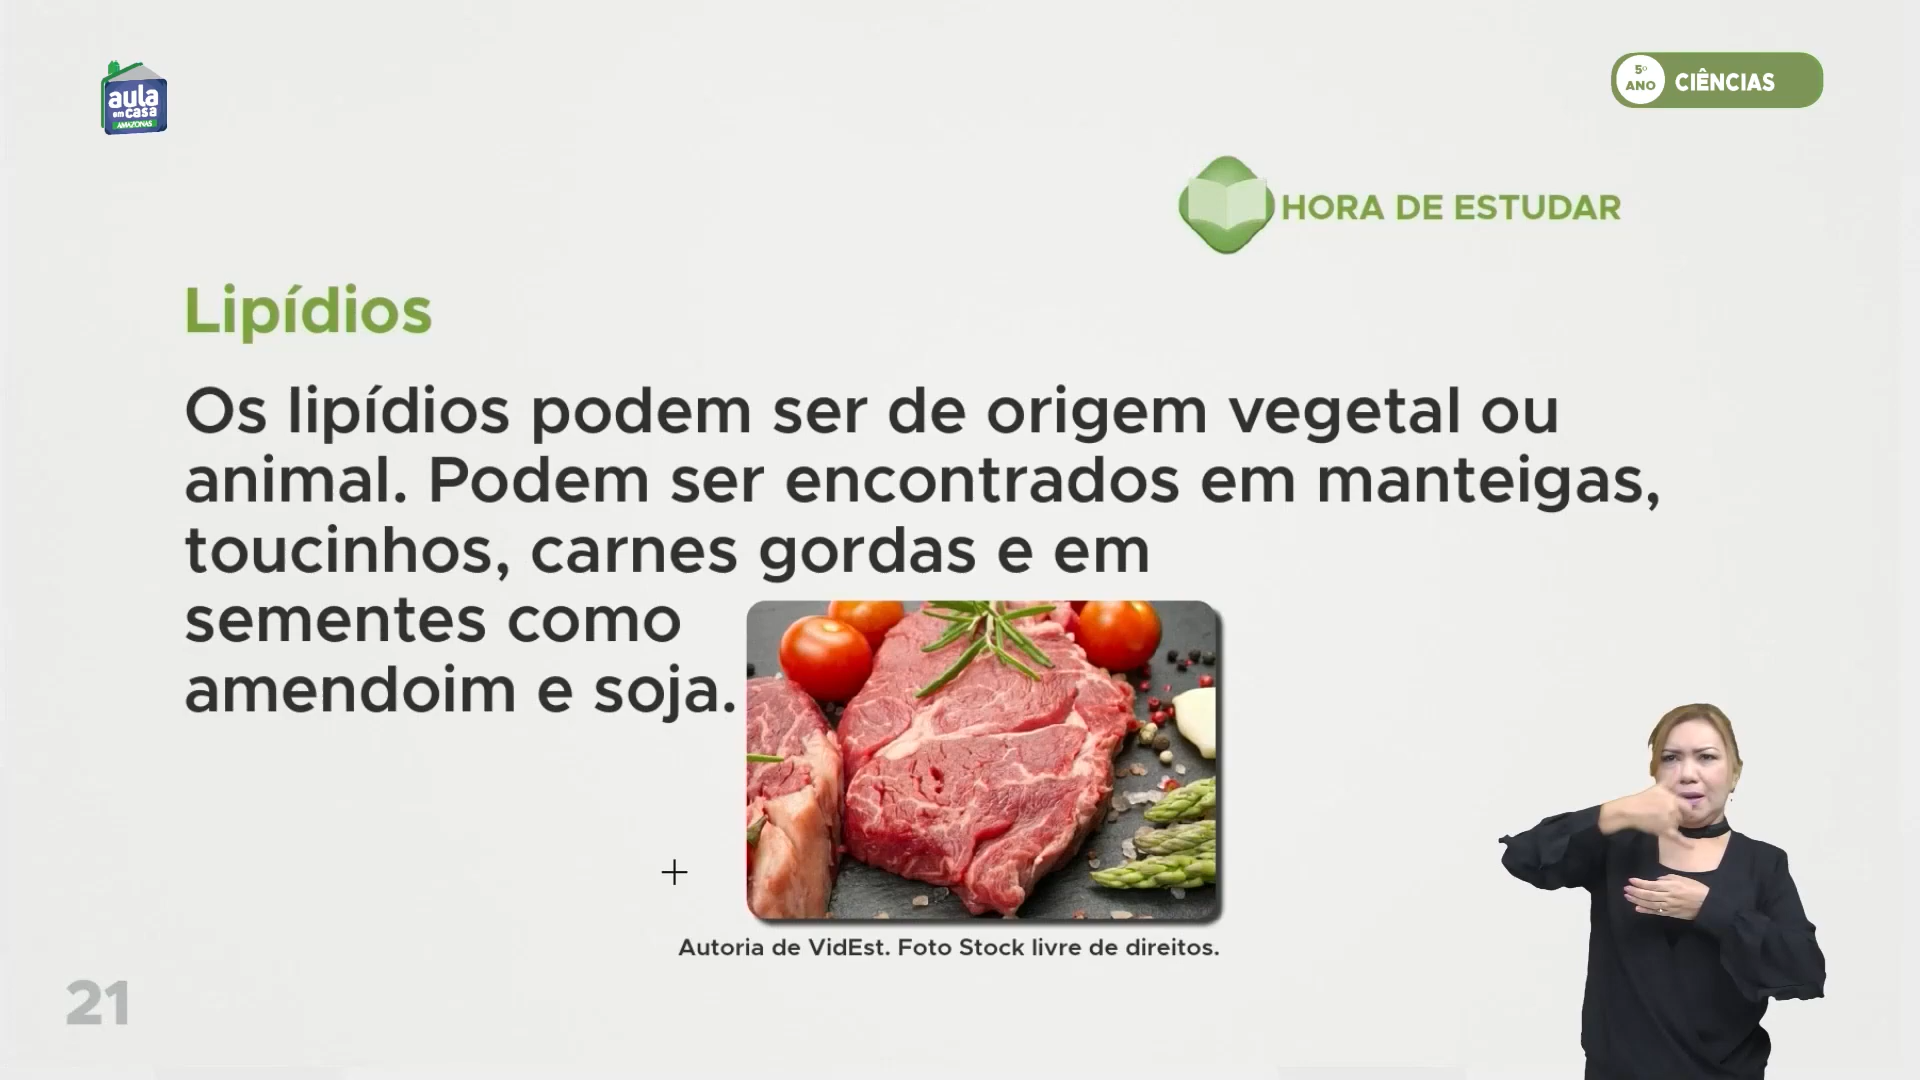 aula
em casa
AMAZONAS
5º
ANO
CIÊNCIAS
HORA DE ESTUDAR
Lipídios
Os lipídios podem ser de origem vegetal ou
animal. Podem ser encontrados em manteigas,
toucinhos, carnes gordas e em
sementes como
amendoim e soja.
Autoria de VidEst. Foto Stock livre de direitos.
21